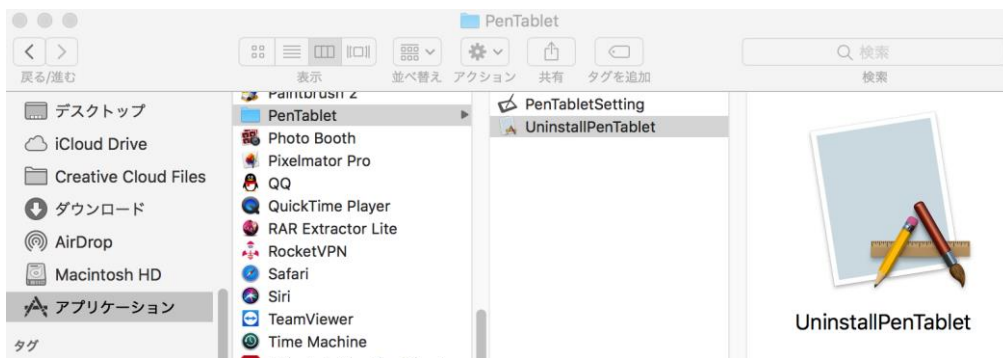 PenTablet
戻る/進む
表示
並べ替え
アクション
共有
タグを追加
検索
検索
デスクトップ
iCloud Drive
Creative Cloud Files
ダウンロード
AirDrop
Macintosh HD
アプリケーション
タグ
Paintbrush 2
PenTablet
Photo Booth
Pixelmator Pro
QQ
QuickTime Player
RAR Extractor Lite
RocketVPN
Safari
Siri
TeamViewer
Time Machine
PenTabletSetting
UninstallPenTablet
UninstallPenTablet